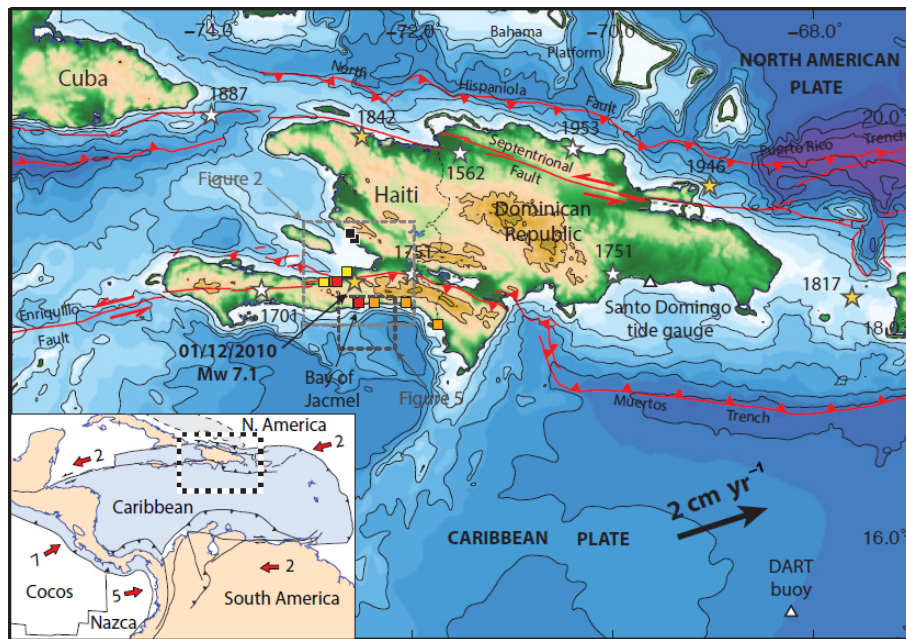 −74.0˚
−72.0˚
−70.0˚
−68.0˚
Bahama
Platform
NORTH AMERICAN
PLATE
Cuba
1887
North
Hispaniola
Fault
20.0˚
1842
1953
Puerto Rico
Trench
Septentrional
Fault
1562
1946
Figure 2
Haiti
Dominican
Republic
1751
1751
1817
Santo Domingo
tide gauge
18.0˚
Enriquillo
Fault
1701
01/12/2010
Mw 7.1
Bay of
Jacmel
Figure 5
Muertos
Trench
2 cm yr⁻¹
CARIBBEAN PLATE
16.0˚
DART
buoy
N. America
2
2
Caribbean
7
2
Cocos
5
South America
Nazca